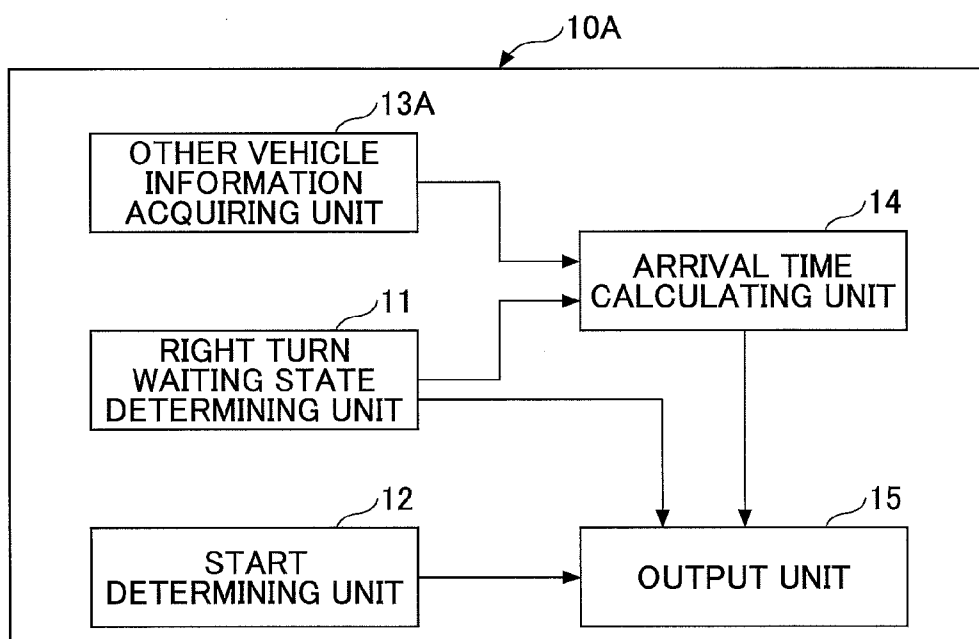 10A
13A
OTHER VEHICLE
INFORMATION
ACQUIRING UNIT
14
ARRIVAL TIME
CALCULATING UNIT
11
RIGHT TURN
WAITING STATE
DETERMINING UNIT
12
START
DETERMINING UNIT
15
OUTPUT UNIT